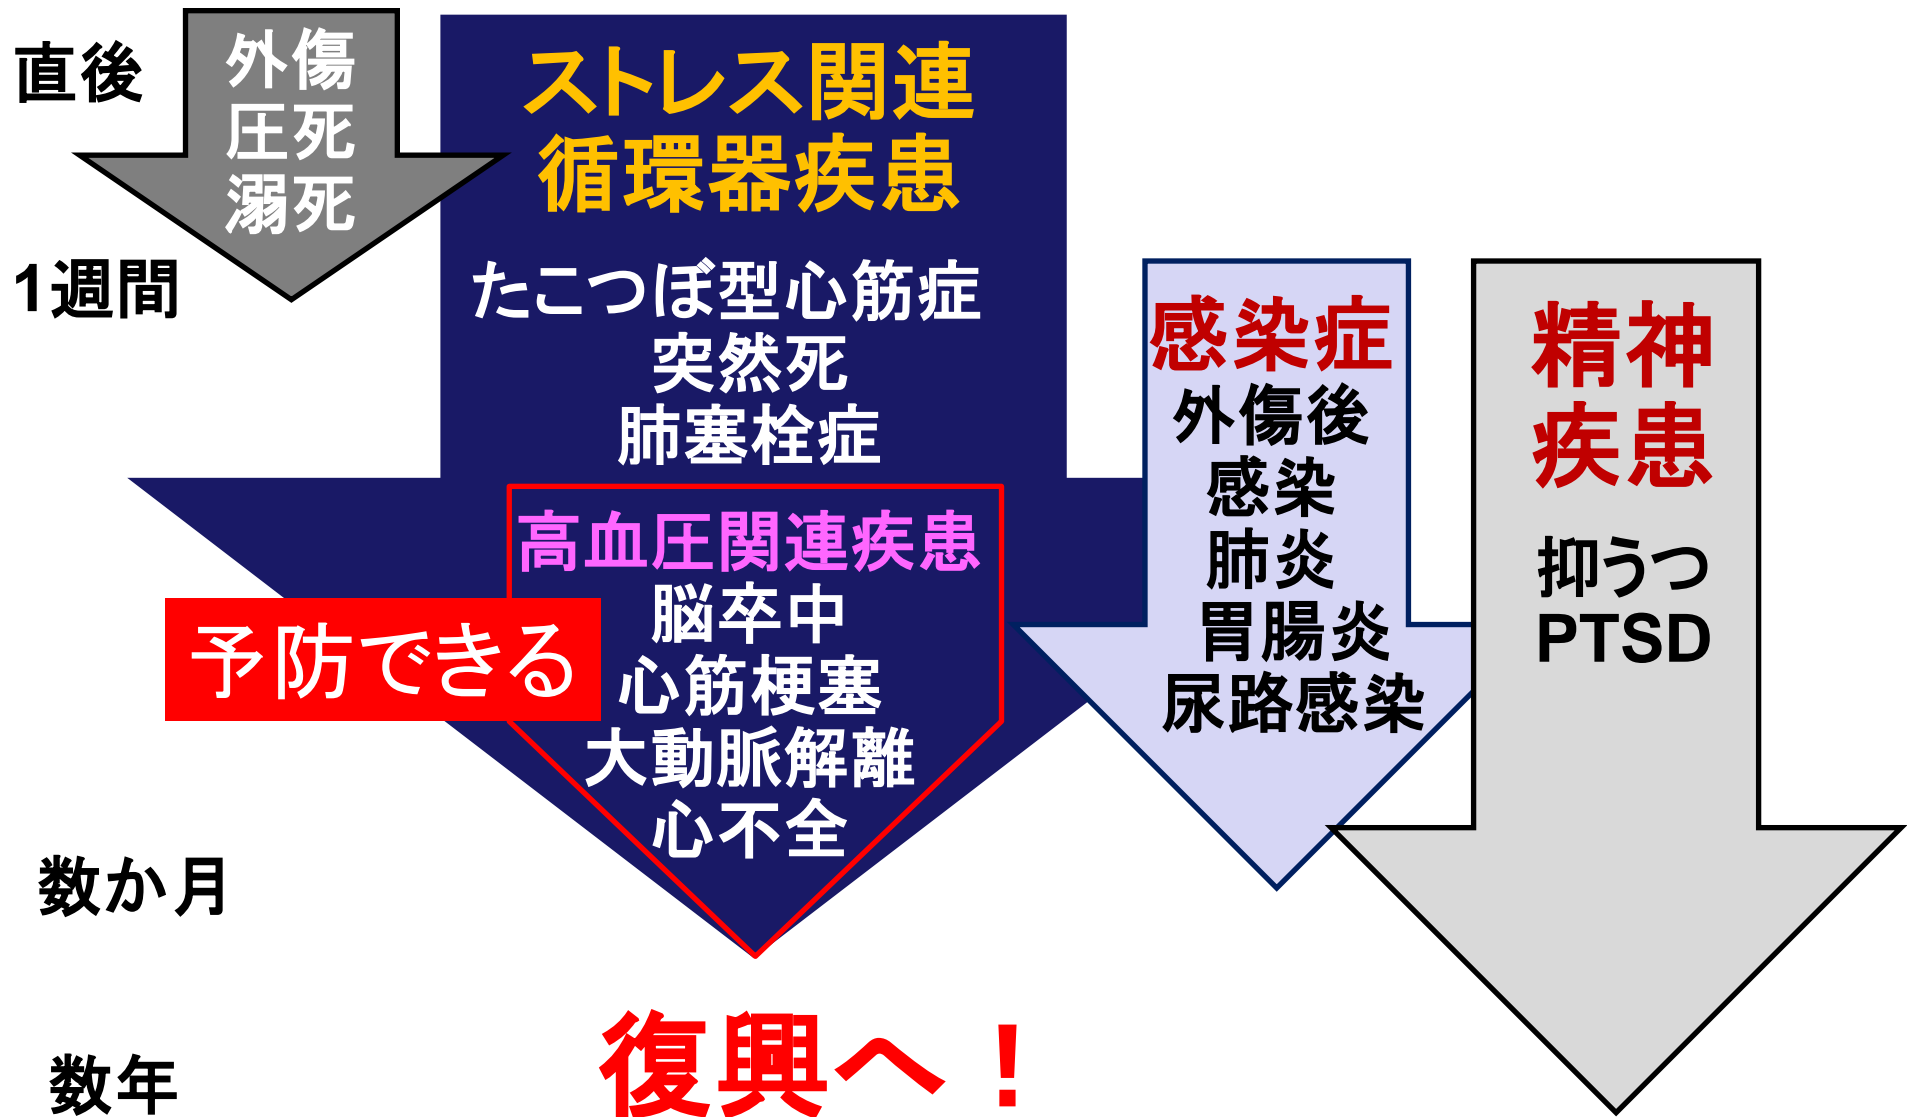 直後
1週間
数か月
数年
外傷
圧死
溺死
ストレス関連
循環器疾患
たこつぼ型心筋症
突然死
肺塞栓症
高血圧関連疾患
脳卒中
心筋梗塞
大動脈解離
心不全
予防できる
感染症
外傷後
感染
肺炎
胃腸炎
尿路感染
精神
疾患
抑うつ
PTSD
復興へ！